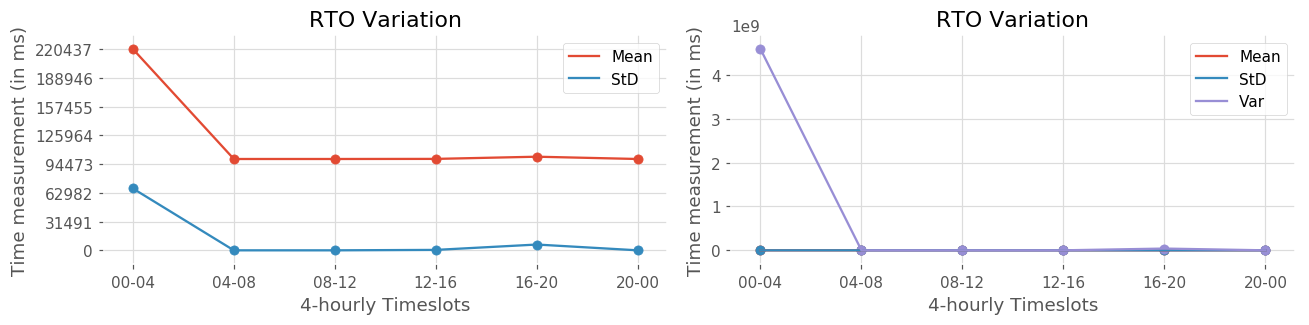 RTO Variation
Time measurement (in ms)
220437
188946
157455
125964
94473
62982
31491
0
Mean
StD
00-04 04-08 08-12 12-16 16-20 20-00
4-hourly Timeslots
RTO Variation
1e9
Time measurement (in ms)
4
3
2
1
0
Mean
StD
Var
00-04 04-08 08-12 12-16 16-20 20-00
4-hourly Timeslots